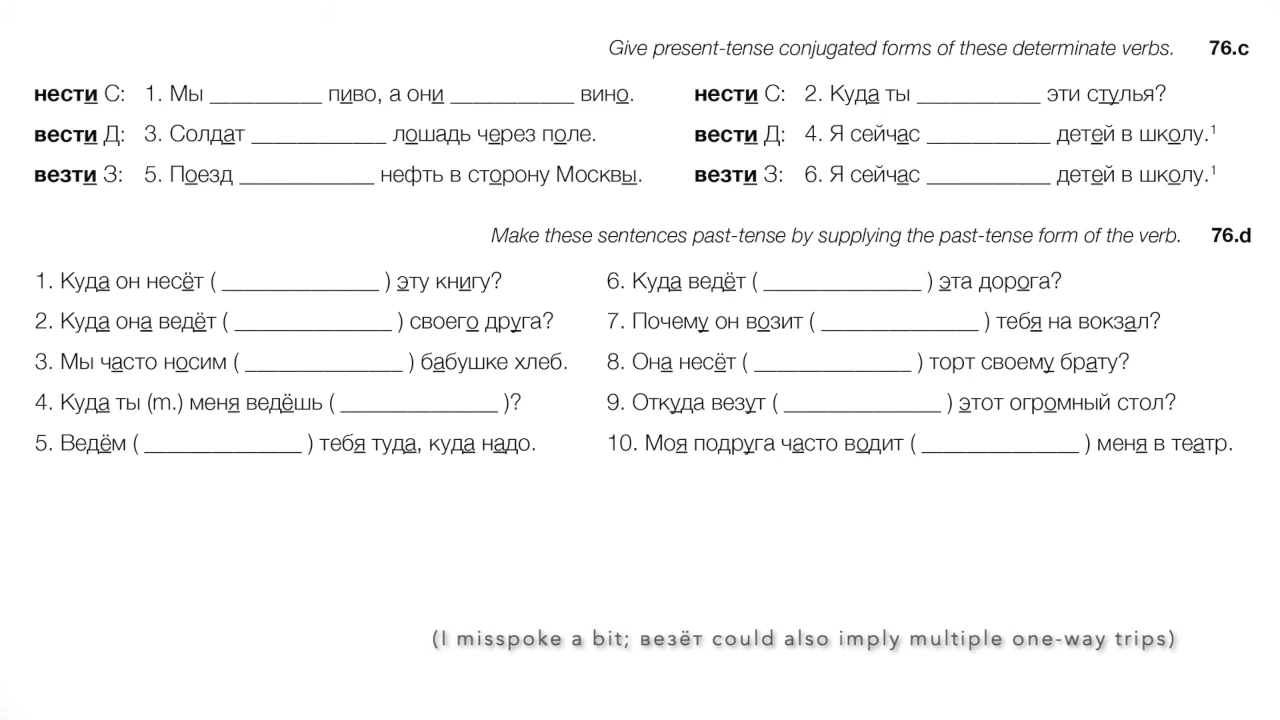 Give present-tense conjugated forms of these determinate verbs. 76.c
нести С: 1. Мы __________ пиво, а они ___________ вино. нести С: 2. Куда ты ___________ эти стулья?
вести Д: 3. Солдат ____________ лошадь через поле. вести Д: 4. Я сейчас ___________ детей в школу.¹
везти З: 5. Поезд ____________ нефть в сторону Москвы. везти З: 6. Я сейчас ___________ детей в школу.¹
Make these sentences past-tense by supplying the past-tense form of the verb. 76.d
1. Куда он несёт ( ______________ ) эту книгу? 6. Куда ведёт ( ______________ ) эта дорога?
2. Куда она ведёт ( ______________ ) своего друга? 7. Почему он возит ( ______________ ) тебя на вокзал?
3. Мы часто носим ( ______________ ) бабушке хлеб. 8. Она несёт ( ______________ ) торт своему брату?
4. Куда ты (m.) меня ведёшь ( ______________ )? 9. Откуда везут ( ______________ ) этот огромный стол?
5. Ведём ( ______________ ) тебя туда, куда надо. 10. Моя подруга часто водит ( ______________ ) меня в театр.
(I misspoke a bit; везёт could also imply multiple one-way trips)